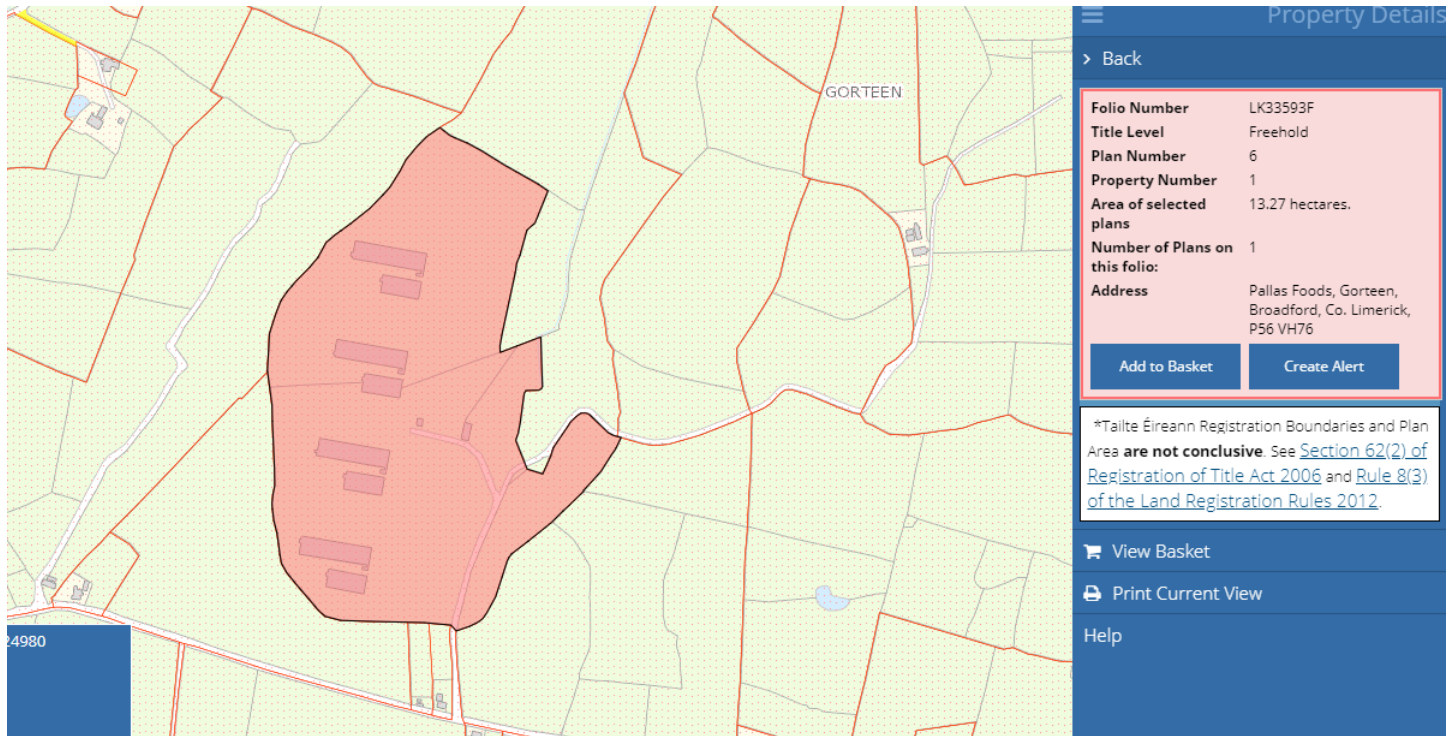 GORTEEN
24980
Property Details
Back
Folio Number LK33593F
Title Level Freehold
Plan Number 6
Property Number 1
Area of selected 13.27 hectares.
plans
Number of Plans on 1
this folio:
Address Pallas Foods, Gorteen,
Broadford, Co. Limerick,
P56 VH76
Add to Basket Create Alert
*Tailte Éireann Registration Boundaries and Plan
Area are not conclusive. See Section 62(2) of
Registration of Title Act 2006 and Rule 8(3)
of the Land Registration Rules 2012.
View Basket
Print Current View
Help